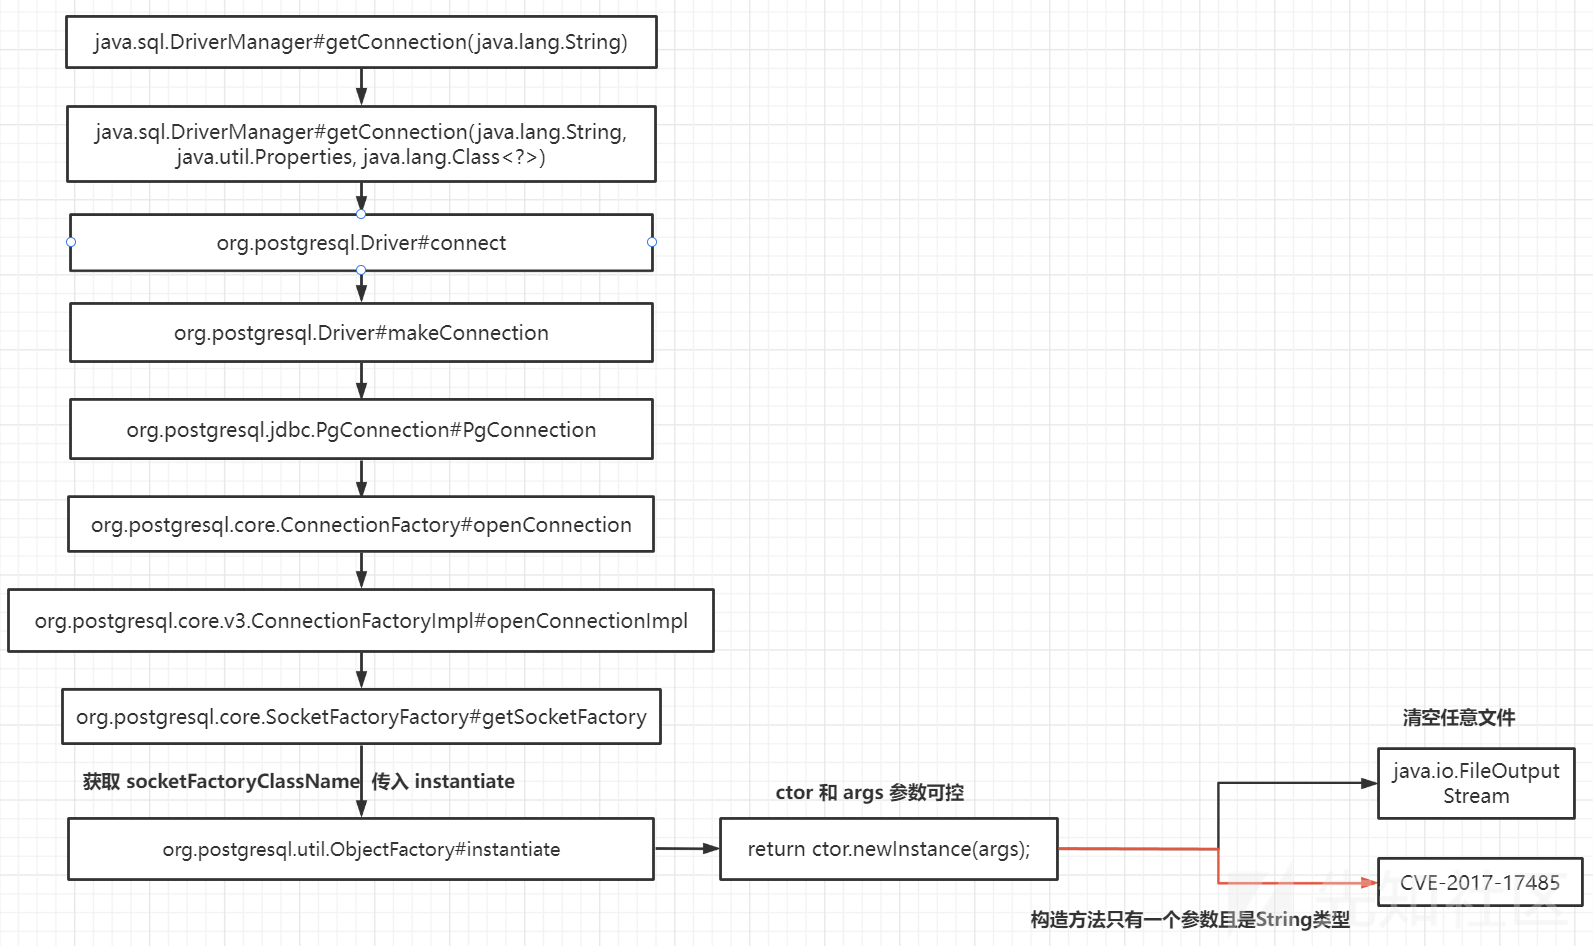 java.sql.DriverManager#getConnection(java.lang.String)
java.sql.DriverManager#getConnection(java.lang.String,
java.util.Properties, java.lang.Class<?>)
org.postgresql.Driver#connect
org.postgresql.Driver#makeConnection
org.postgresql.jdbc.PgConnection#PgConnection
org.postgresql.core.ConnectionFactory#openConnection
org.postgresql.core.v3.ConnectionFactoryImpl#openConnectionImpl
org.postgresql.core.SocketFactoryFactory#getSocketFactory
获取 socketFactoryClassName 传入 instantiate
org.postgresql.util.ObjectFactory#instantiate
ctor 和 args 参数可控
return ctor.newInstance(args);
清空任意文件
java.io.FileOutput
Stream
CVE-2017-17485
构造方法只有一个参数且是String类型
先知社区